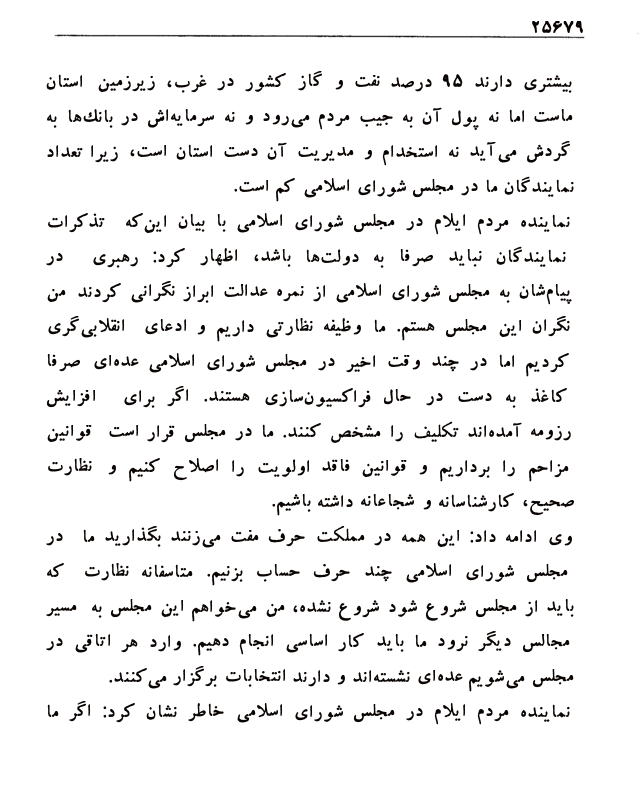 ۲۵۶۷۹
بیشتری دارند ۹۵ درصد نفت و گاز کشور در غرب، زیرزمین استان
ماست اما نه پول آن به جیب مردم می‌رود و نه سرمایه‌اش در بانك‌ها به
گردش می‌آید نه استخدام و مدیریت آن دست استان است، زیرا تعداد
نمایندگان ما در مجلس شورای اسلامی کم است.
نماینده مردم ایلام در مجلس شورای اسلامی با بیان این‌که تذکرات
نمایندگان نباید صرفا به دولت‌ها باشد، اظهار کرد: رهبری در
پیام‌شان به مجلس شورای اسلامی از نمره عدالت ابراز نگرانی کردند من
نگران این مجلس هستم. ما وظیفه نظارتی داریم و ادعای انقلابی‌گری
کردیم اما در چند وقت اخیر در مجلس شورای اسلامی عده‌ای صرفا
کاغذ به دست در حال فراکسیون‌سازی هستند. اگر برای افزایش
رزومه آمده‌اند تکلیف را مشخص کنند. ما در مجلس قرار است قوانین
مزاحم را برداریم و قوانین فاقد اولویت را اصلاح کنیم و نظارت
صحیح، کارشناسانه و شجاعانه داشته باشیم.
وی ادامه داد: این همه در مملکت حرف مفت می‌زنند بگذارید ما در
مجلس شورای اسلامی چند حرف حساب بزنیم. متاسفانه نظارت که
باید از مجلس شروع شود شروع نشده، من می‌خواهم این مجلس به مسیر
مجالس دیگر نرود ما باید کار اساسی انجام دهیم. وارد هر اتاقی در
مجلس می‌شویم عده‌ای نشسته‌اند و دارند انتخابات برگزار می‌کنند.
نماینده مردم ایلام در مجلس شورای اسلامی خاطر نشان کرد: اگر ما